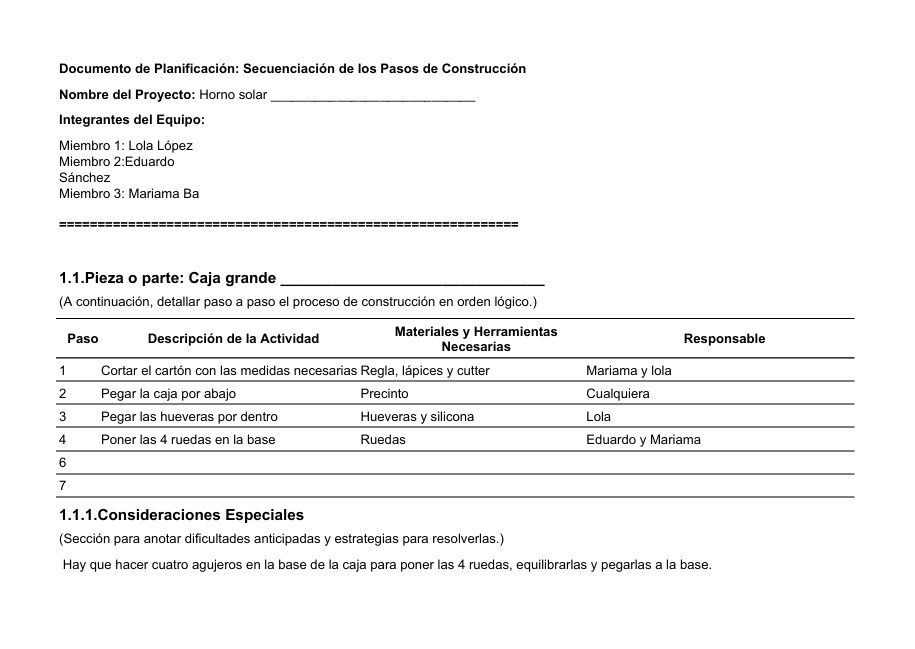 Documento de Planificación: Secuenciación de los Pasos de Construcción
Nombre del Proyecto: Horno solar ____________________________
Integrantes del Equipo:
Miembro 1: Lola López
Miembro 2:Eduardo
Sánchez
Miembro 3: Mariama Ba
============================================================
1.1.Pieza o parte: Caja grande _______________________________
(A continuación, detallar paso a paso el proceso de construcción en orden lógico.)
Paso Descripción de la Actividad Materiales y Herramientas Necesarias Responsable
1 Cortar el cartón con las medidas necesarias Regla, lápices y cutter Mariama y lola
2 Pegar la caja por abajo Precinto Cualquiera
3 Pegar las hueveras por dentro Hueveras y silicona Lola
4 Poner las 4 ruedas en la base Ruedas Eduardo y Mariama
6
7
1.1.1.Consideraciones Especiales
(Sección para anotar dificultades anticipadas y estrategias para resolverlas.)
Hay que hacer cuatro agujeros en la base de la caja para poner las 4 ruedas, equilibrarlas y pegarlas a la base.